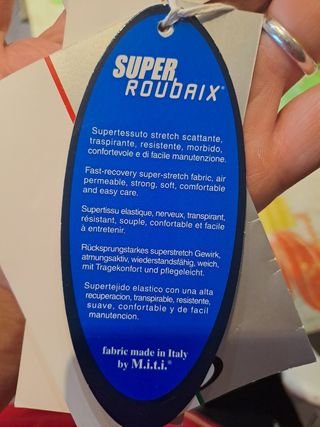 SUPER
ROUBAIX®
Supertessuto stretch scattante,
traspirante, resistente, morbido,
confortevole e di facile manutenzione.
Fast-recovery super-stretch fabric, air
permeable, strong, soft, comfortable
and easy care.
Supertissu elastique, nerveux, transpirant,
résistant, souple, confortable et facile
à entretenir.
Rücksprungstarkes superstretch Gewirk,
atmungsaktiv, wiederstandsfähig, weich,
mit Tragekonfort und pflegeleicht.
Supertejido elastico con una alta
recuperacion, transpirable, resistente,
suave, confortable y de facil
manutencion.
fabric made in Italy
by M.i.t.i.®